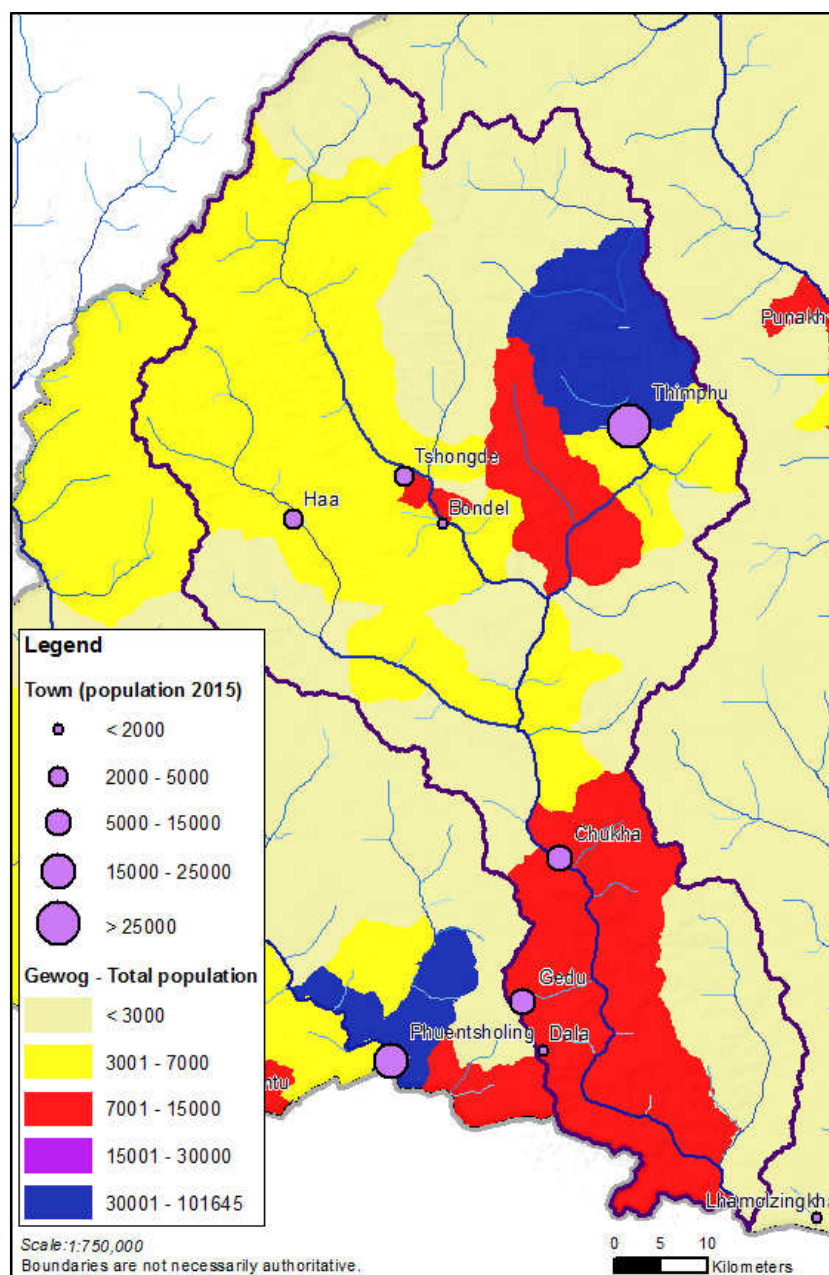 Punakh
Thimphu
Tshongde
Haa
Bondel
Legend
Town (population 2015)
< 2000
2000 - 5000
5000 - 15000
15000 - 25000
> 25000
Chukha
Gewog - Total population
Gedu
< 3000
Phuentsholing
Dala
3001 - 7000
ntu
7001 - 15000
15001 - 30000
30001 - 101645
Lhamoizingkha
Scale:1:750,000
0 5 10
Boundaries are not necessarily authoritative.
Kilometers